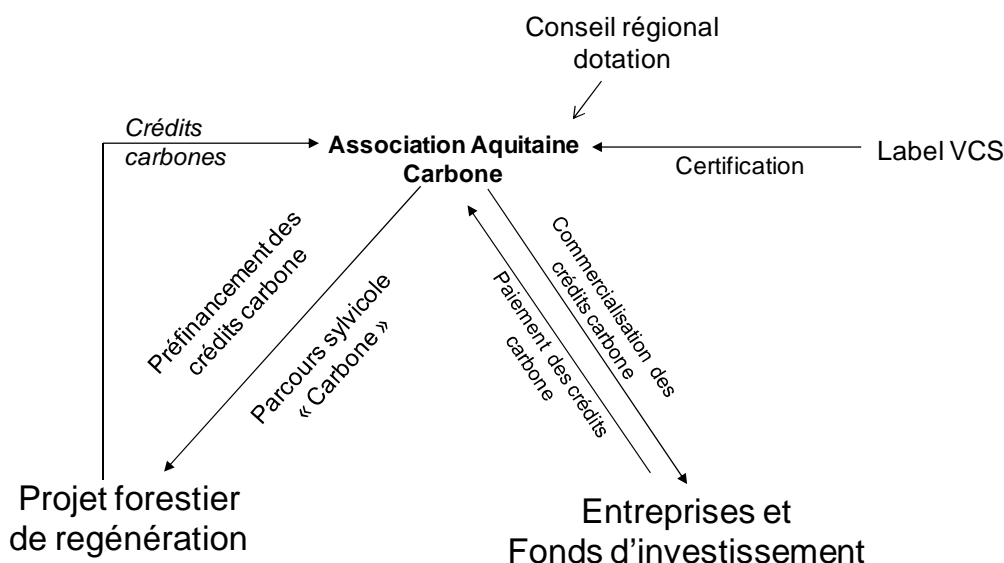 Conseil régional
dotation
Crédits
carbones
Association Aquitaine
Carbone
Certification
Label VCS
Préfinancement des
crédits carbone
Parcours sylvicole
« Carbone »
Commercialisation des
crédits carbone
Paiement des crédits
carbone
Projet forestier
de regénération
Entreprises et
Fonds d'investissement